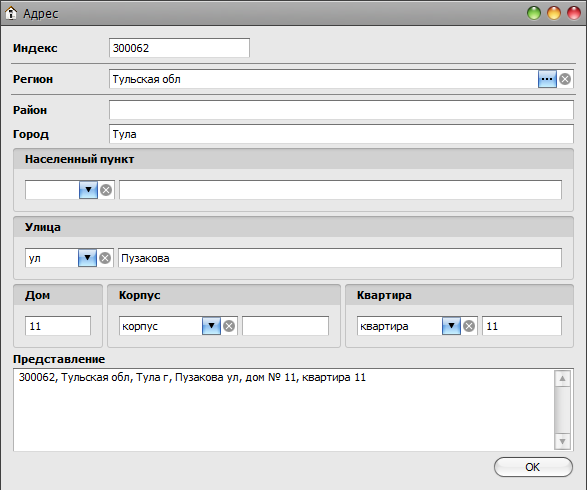 Адрес
Индекс 300062
Регион Тульская обл ...
Район
Город Тула
Населенный пункт
Улица
ул Пузакова
Дом Корпус Квартира
11 корпус квартира 11
Представление
300062, Тульская обл, Тула г, Пузакова ул, дом № 11, квартира 11
OK